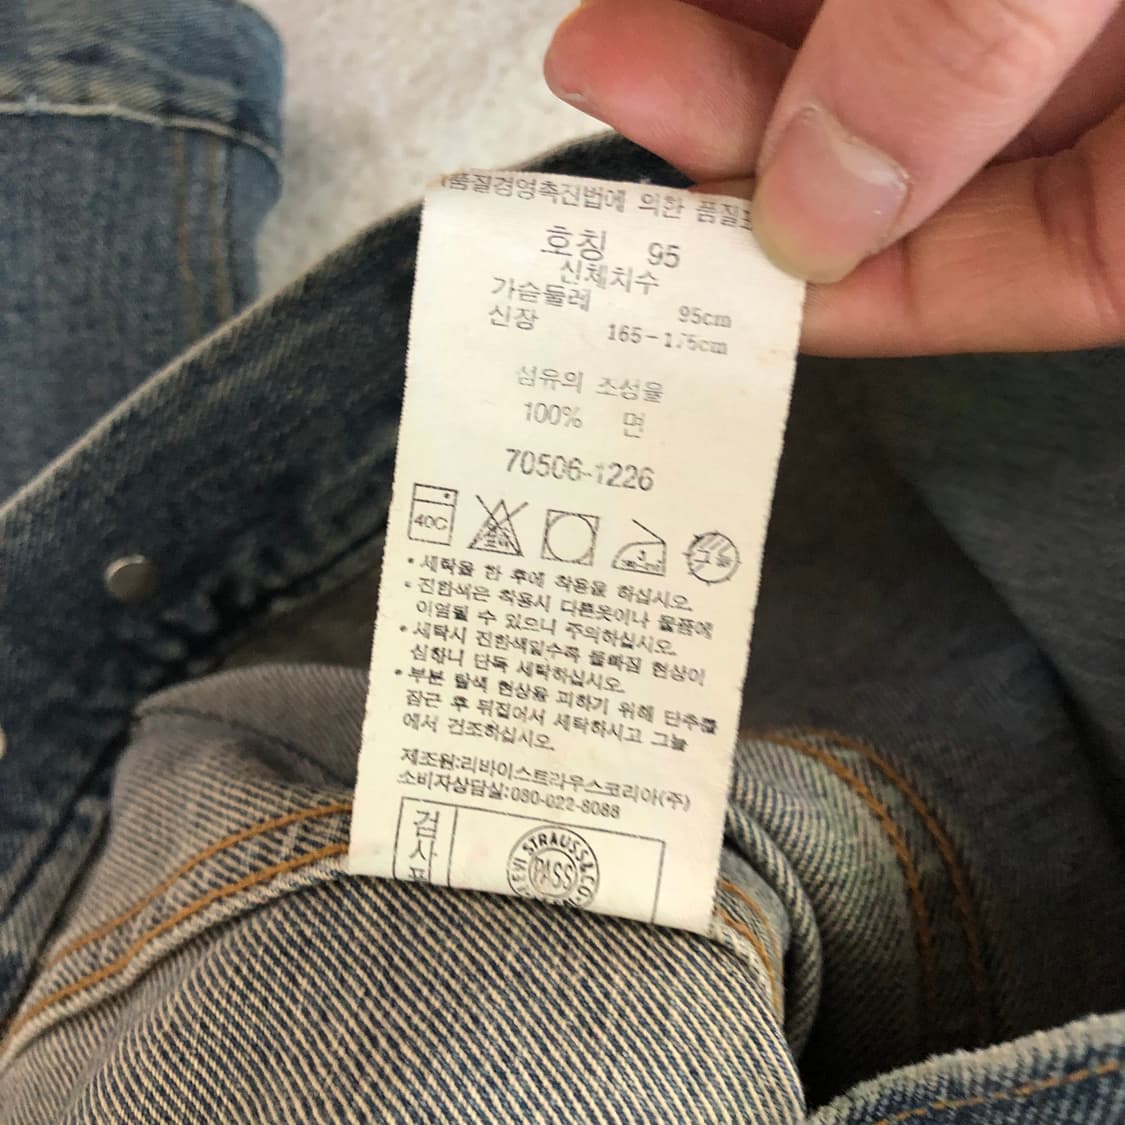 품질경영촉진법에 의한 품질표
호칭 95
신체치수
가슴둘레 95cm
신장 165-175cm
섬유의 조성율
100% 면
70506-1226
40C
그늘
• 세탁을 한 후에 착용을 하십시오.
• 진한색은 착용시 다른옷이나 물품에
이염될 수 있으니 주의하십시오.
• 세탁시 진한색일수록 물빠짐 현상이
심하니 단독 세탁하십시오.
• 부분 탈색 현상을 피하기 위해 단추를
잠근 후 뒤집어서 세탁하시고 그늘
에서 건조하십시오.
제조원:리바이스트라우스코리아(주)
소비자상담실:080-022-8088
검사필
LEVI STRAUSS & CO.
PASS